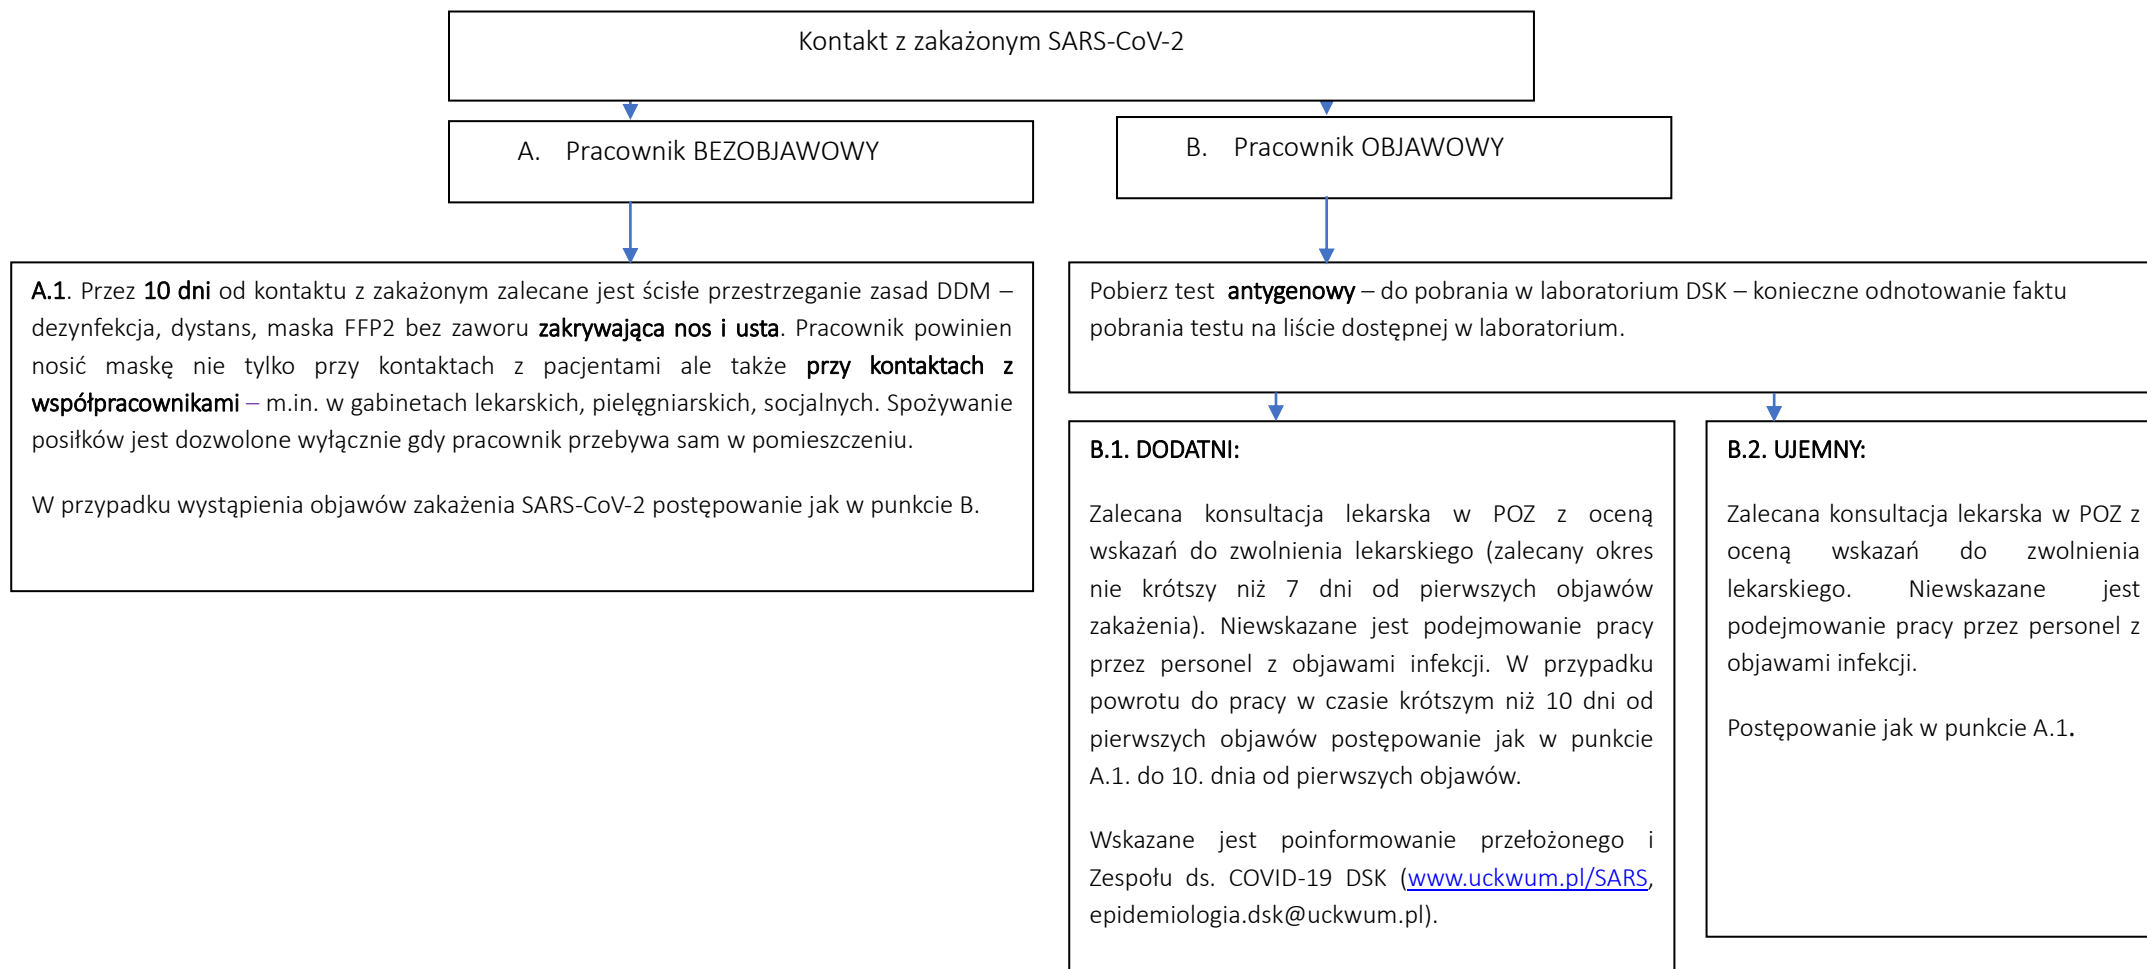 Kontakt z zakażonym SARS-CoV-2
A. Pracownik BEZOBJAWOWY
B. Pracownik OBJAWOWY
A.1. Przez 10 dni od kontaktu z zakażonym zalecane jest ścisłe przestrzeganie zasad DDM –
dezynfekcja, dystans, maska FFP2 bez zaworu zakrywająca nos i usta. Pracownik powinien
nosić maskę nie tylko przy kontaktach z pacjentami ale także przy kontaktach z
współpracownikami – m.in. w gabinetach lekarskich, pielęgniarskich, socjalnych. Spożywanie
posiłków jest dozwolone wyłącznie gdy pracownik przebywa sam w pomieszczeniu.
W przypadku wystąpienia objawów zakażenia SARS-CoV-2 postępowanie jak w punkcie B.
Pobierz test antygenowy – do pobrania w laboratorium DSK – konieczne odnotowanie faktu
pobrania testu na liście dostępnej w laboratorium.
B.1. DODATNI:
Zalecana konsultacja lekarska w POZ z oceną
wskazań do zwolnienia lekarskiego (zalecany okres
nie krótszy niż 7 dni od pierwszych objawów
zakażenia). Niewskazane jest podejmowanie pracy
przez personel z objawami infekcji. W przypadku
powrotu do pracy w czasie krótszym niż 10 dni od
pierwszych objawów postępowanie jak w punkcie
A.1. do 10. dnia od pierwszych objawów.
Wskazane jest poinformowanie przełożonego i
Zespołu ds. COVID-19 DSK (www.uckwum.pl/SARS,
epidemiologia.dsk@uckwum.pl).
B.2. UJEMNY:
Zalecana konsultacja lekarska w POZ z
oceną wskazań do zwolnienia
lekarskiego. Niewskazane jest
podejmowanie pracy przez personel z
objawami infekcji.
Postępowanie jak w punkcie A.1.